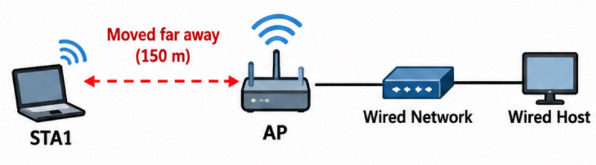 Moved far away
(150 m)
STA1
AP
Wired Network
Wired Host